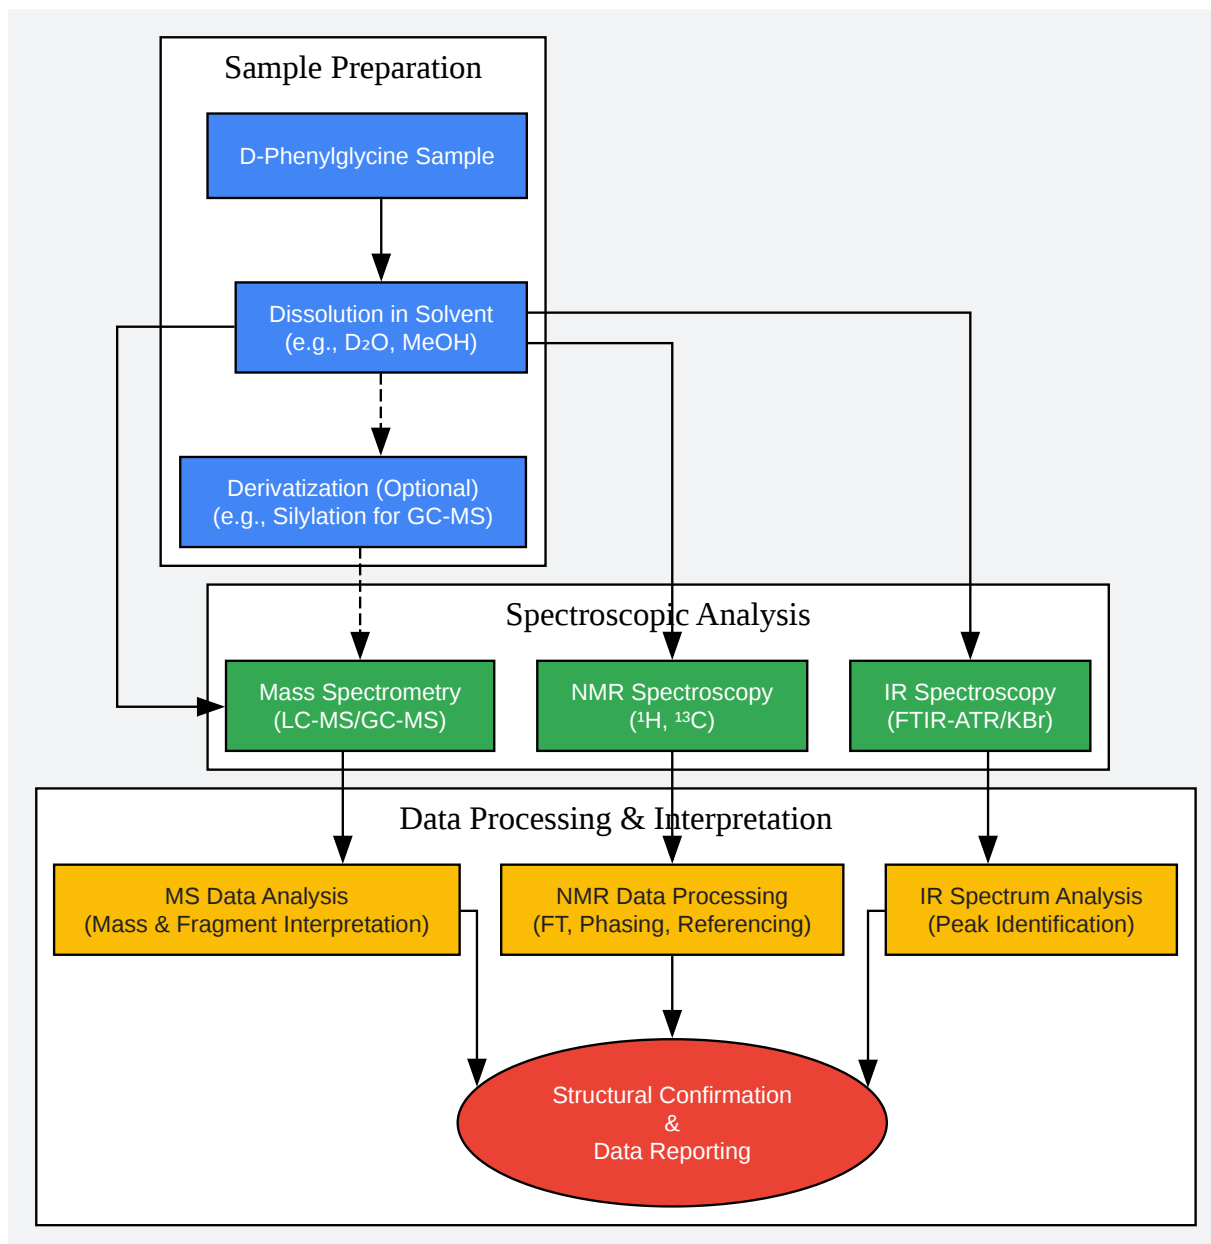 Sample Preparation
D-Phenylglycine Sample
Dissolution in Solvent
(e.g., D₂O, MeOH)
Derivatization (Optional)
(e.g., Silylation for GC-MS)
Spectroscopic Analysis
Mass Spectrometry
(LC-MS/GC-MS)
NMR Spectroscopy
(¹H, ¹³C)
IR Spectroscopy
(FTIR-ATR/KBr)
Data Processing & Interpretation
MS Data Analysis
(Mass & Fragment Interpretation)
NMR Data Processing
(FT, Phasing, Referencing)
IR Spectrum Analysis
(Peak Identification)
Structural Confirmation
&
Data Reporting